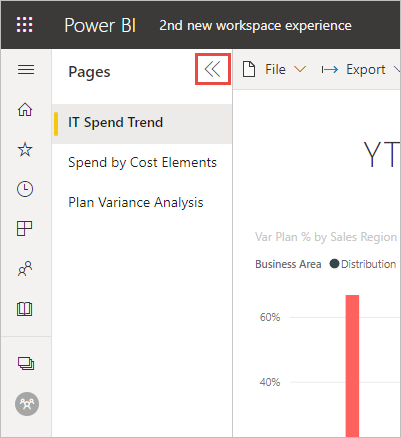 Power BI 2nd new workspace experience
Pages
File Export
IT Spend Trend
Spend by Cost Elements
Plan Variance Analysis
YT
Var Plan % by Sales Region
Business Area Distribution
60%
40%